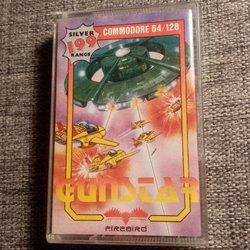 SILVER
199
RANGE
COMMODORE 64/128
GUNSTAR
FIREBIRD